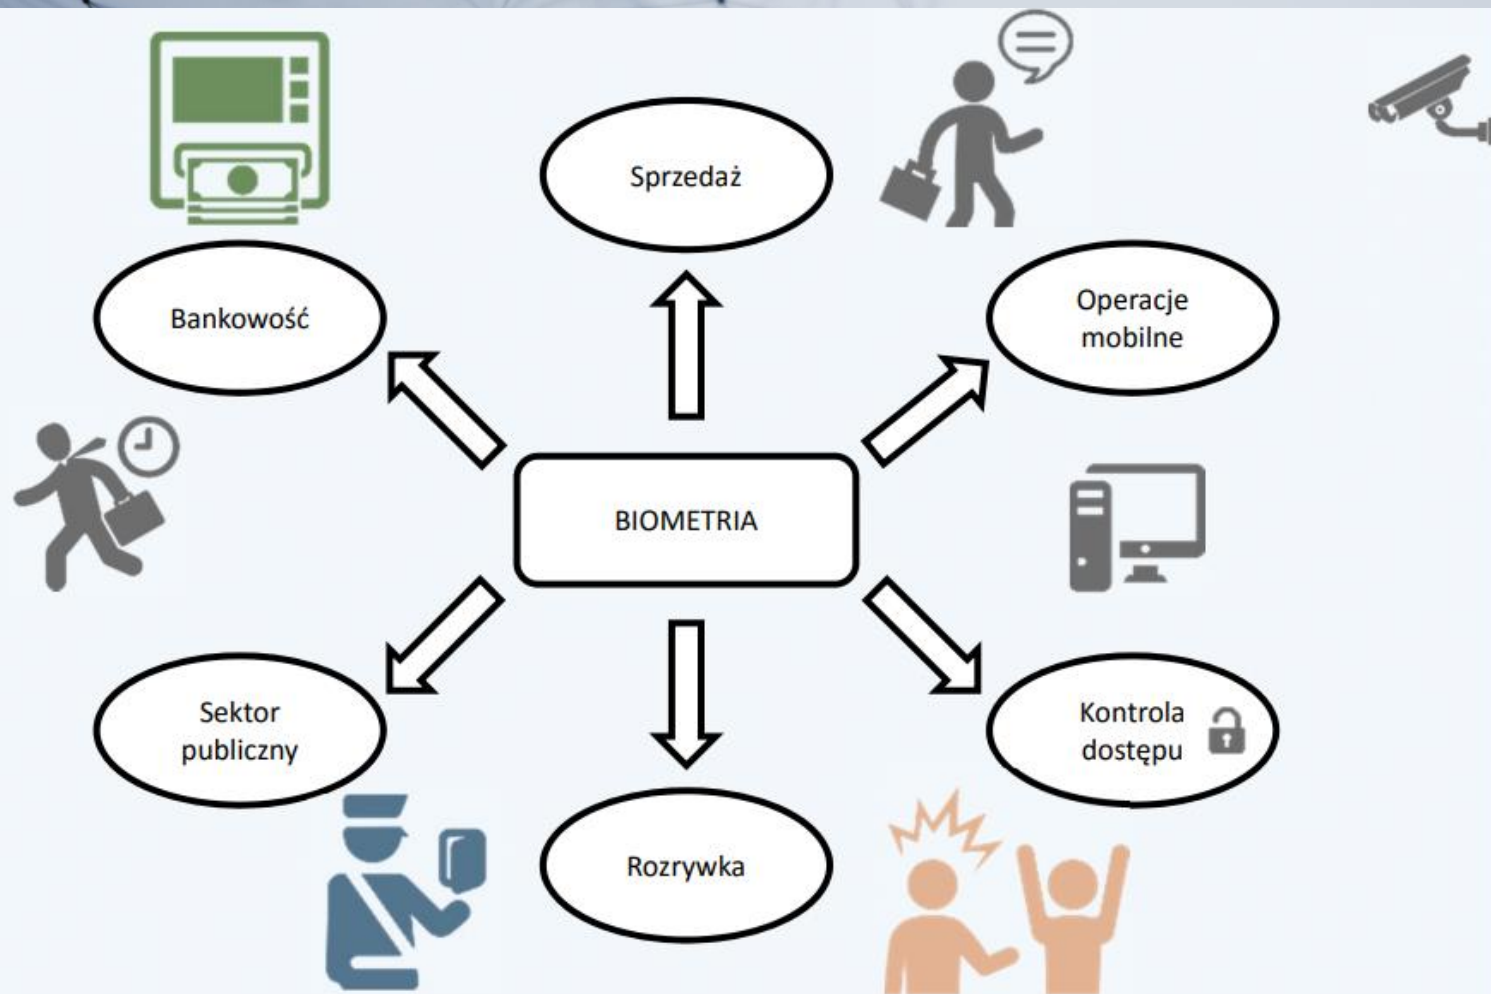 Sprzedaż
Bankowość
Operacje
mobilne
BIOMETRIA
Sektor
publiczny
Kontrola
dostępu
Rozrywka